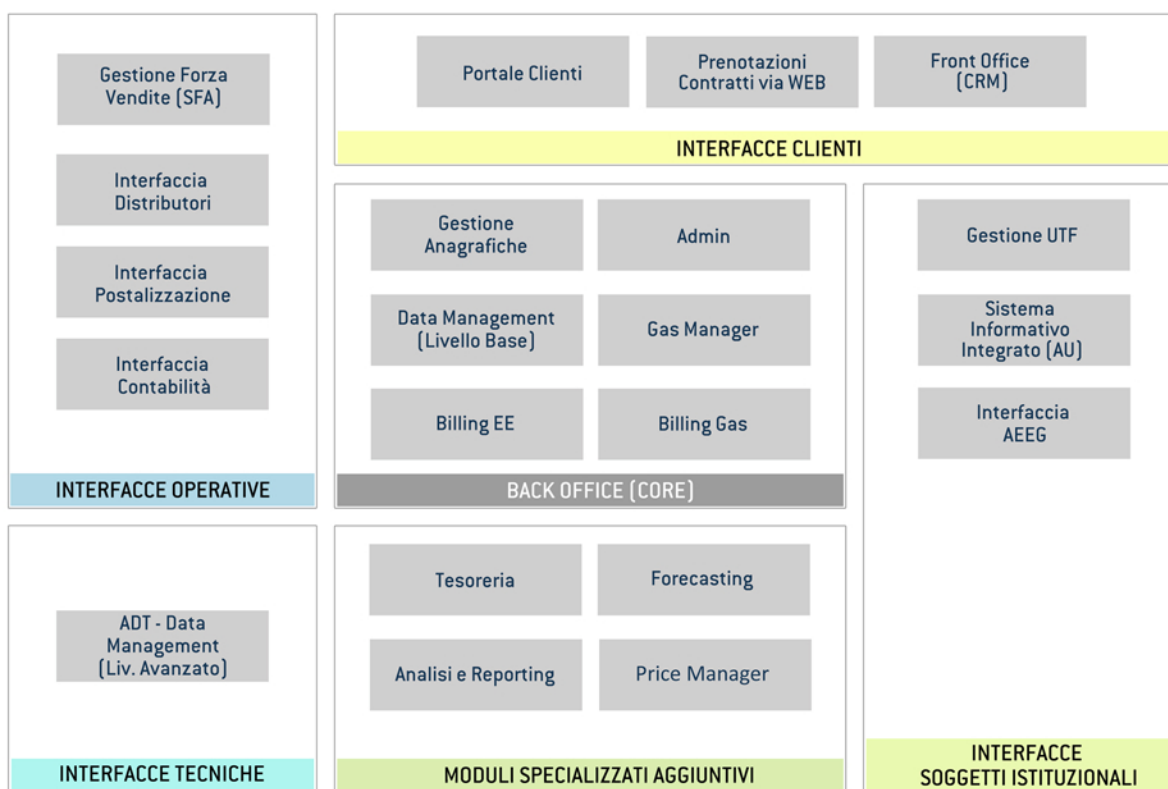 Gestione Forza
Vendite (SFA)
Interfaccia
Distributori
Interfaccia
Postalizzazione
Interfaccia
Contabilità
INTERFACCE OPERATIVE
Portale Clienti
Prenotazioni
Contratti via WEB
Front Office
(CRM)
INTERFACCE CLIENTI
Gestione
Anagrafiche
Admin
Data Management
(Livello Base)
Gas Manager
Billing EE
Billing Gas
BACK OFFICE (CORE)
Gestione UTF
Sistema
Informativo
Integrato (AU)
Interfaccia
AEEG
INTERFACCE
SOGGETTI ISTITUZIONALI
ADT - Data
Management
(Liv. Avanzato)
INTERFACCE TECNICHE
Tesoreria
Forecasting
Analisi e Reporting
Price Manager
MODULI SPECIALIZZATI AGGIUNTIVI